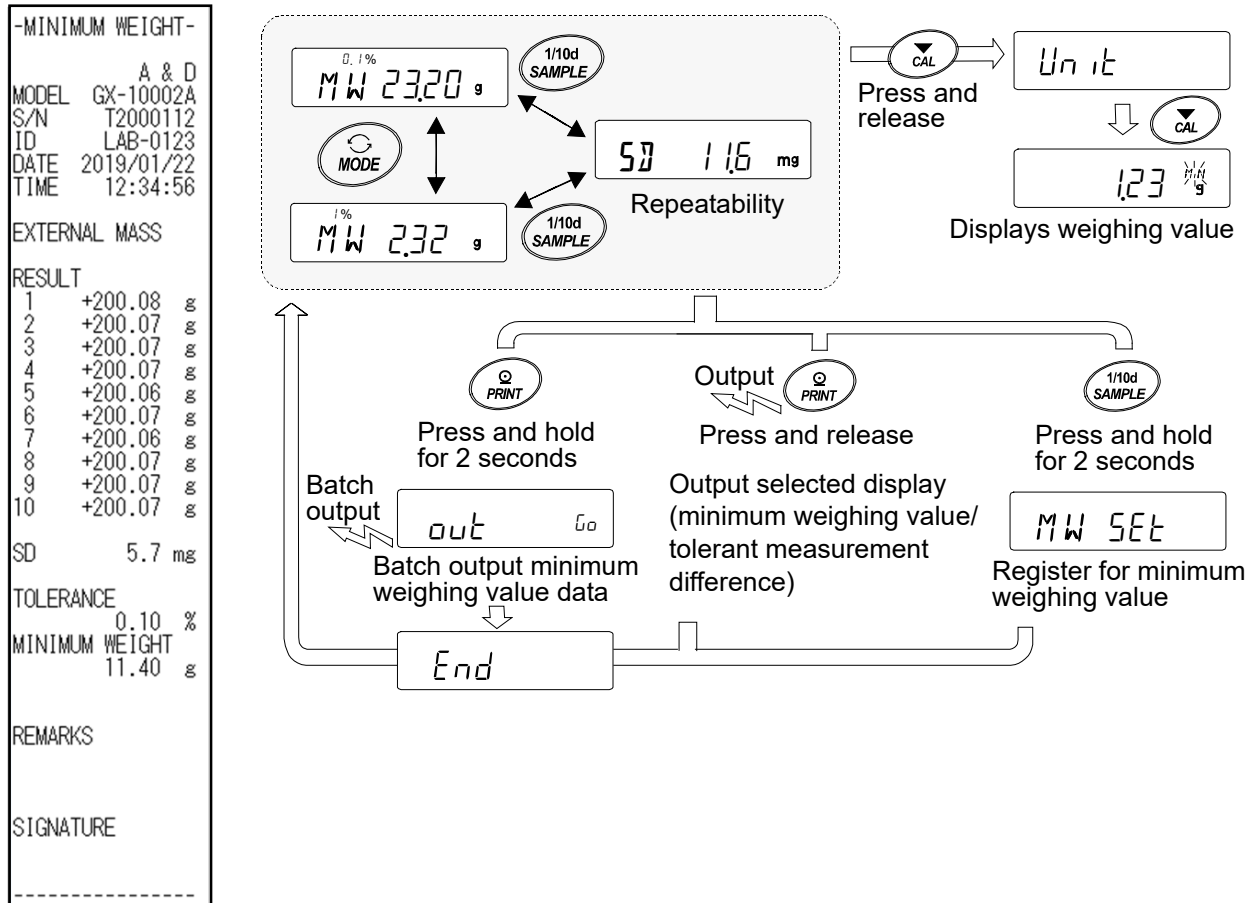 -MINIMUM WEIGHT-
A & D
MODEL GX-10002A
S/N T2000112
ID LAB-0123
DATE 2019/01/22
TIME 12:34:56
EXTERNAL MASS
RESULT
1 +200.08 g
2 +200.07 g
3 +200.07 g
4 +200.07 g
5 +200.06 g
6 +200.07 g
7 +200.06 g
8 +200.07 g
9 +200.07 g
10 +200.07 g
SD 5.7 mg
TOLERANCE
0.10 %
MINIMUM WEIGHT
11.40 g
REMARKS
SIGNATURE
0.1%
MW 23.20 g
1/10d
SAMPLE
MODE
SD 11.6 mg
Repeatability
1%
MW 2.32 g
1/10d
SAMPLE
CAL
Press and
release
Unit
CAL
1.23 MIN g
Displays weighing value
PRINT
Press and hold
for 2 seconds
Batch
output
out Go
Batch output minimum
weighing value data
End
Output
PRINT
Press and release
Output selected display
(minimum weighing value/
tolerant measurement
difference)
1/10d
SAMPLE
Press and hold
for 2 seconds
MW SEt
Register for minimum
weighing value